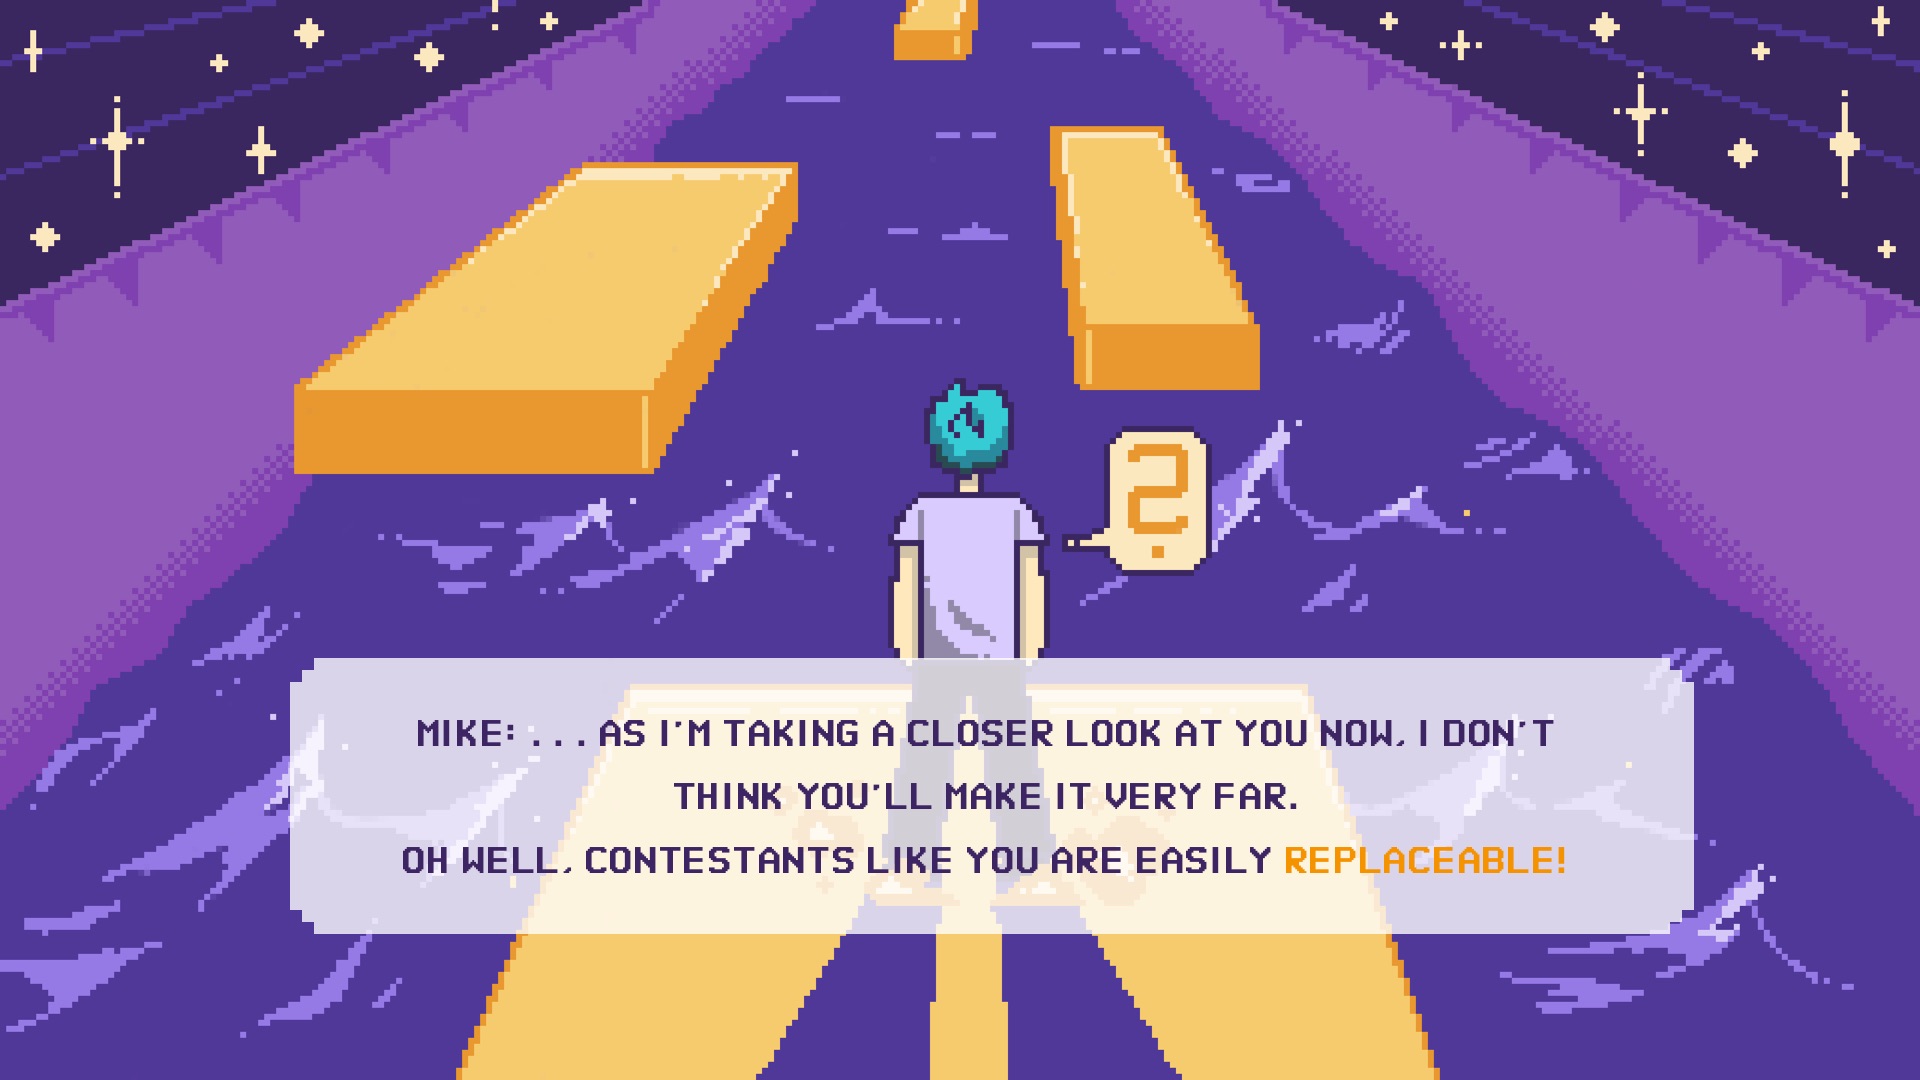 ?
MIKE: ... AS I'M TAKING A CLOSER LOOK AT YOU NOW, I DON'T
THINK YOU'LL MAKE IT VERY FAR.
OH WELL, CONTESTANTS LIKE YOU ARE EASILY REPLACEABLE!